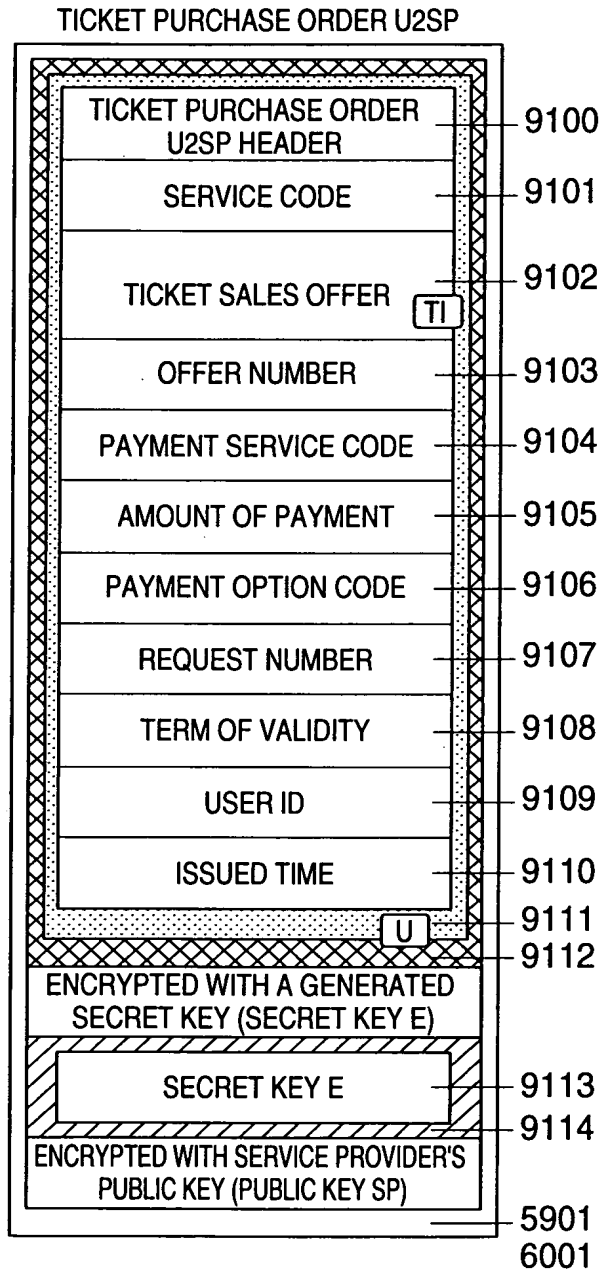 TICKET PURCHASE ORDER U2SP
TICKET PURCHASE ORDER
U2SP HEADER
9100
SERVICE CODE
9101
TICKET SALES OFFER
9102
TI
OFFER NUMBER
9103
PAYMENT SERVICE CODE
9104
AMOUNT OF PAYMENT
9105
PAYMENT OPTION CODE
9106
REQUEST NUMBER
9107
TERM OF VALIDITY
9108
USER ID
9109
ISSUED TIME
9110
U
9111
9112
ENCRYPTED WITH A GENERATED
SECRET KEY (SECRET KEY E)
SECRET KEY E
9113
9114
ENCRYPTED WITH SERVICE PROVIDER'S
PUBLIC KEY (PUBLIC KEY SP)
5901
6001